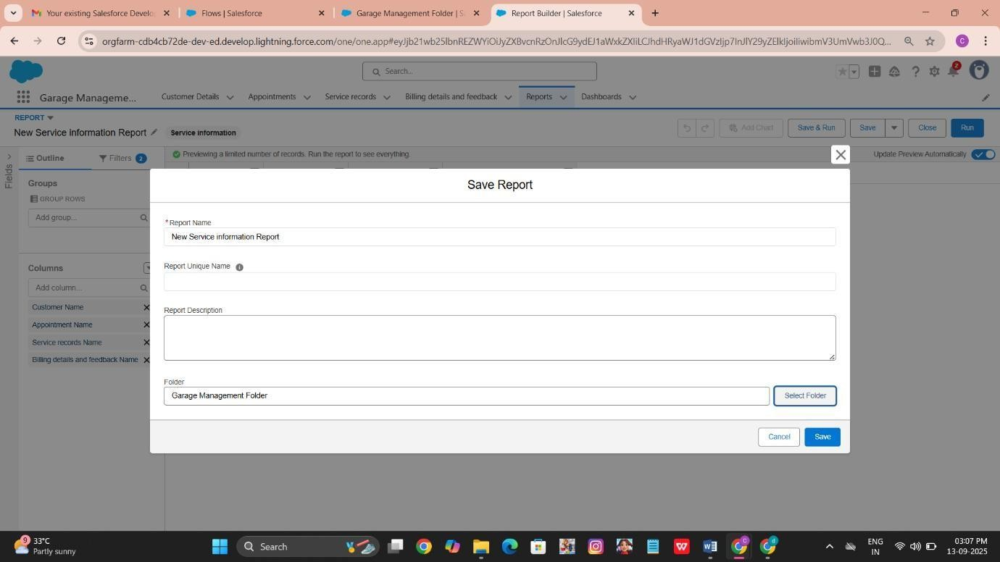 Your existing Salesforce Develo
Flows | Salesforce
Garage Management Folder | S
Report Builder | Salesforce
orgfarm-cdb4cb72de-dev-ed.develop.lightning.force.com/one/one.app#
C
Search...
2
Garage Manageme...
Customer Details
Appointments
Service records
Billing details and feedback
Reports
Dashboards
REPORT
New Service information Report
Service information
Add Chart
Save & Run
Save
Close
Run
Fields
Outline
Filters 2
Previewing a limited number of records. Run the report to see everything.
Update Preview Automatically
Groups
GROUP ROWS
Add group...
Columns
Add column...
Customer Name
Appointment Name
Service records Name
Billing details and feedback Name
Save Report
* Report Name
New Service information Report
Report Unique Name
Report Description
Folder
Garage Management Folder
Select Folder
Cancel
Save
9
33°C
Partly sunny
Search
ENG
IN
03:07 PM
13-09-2025